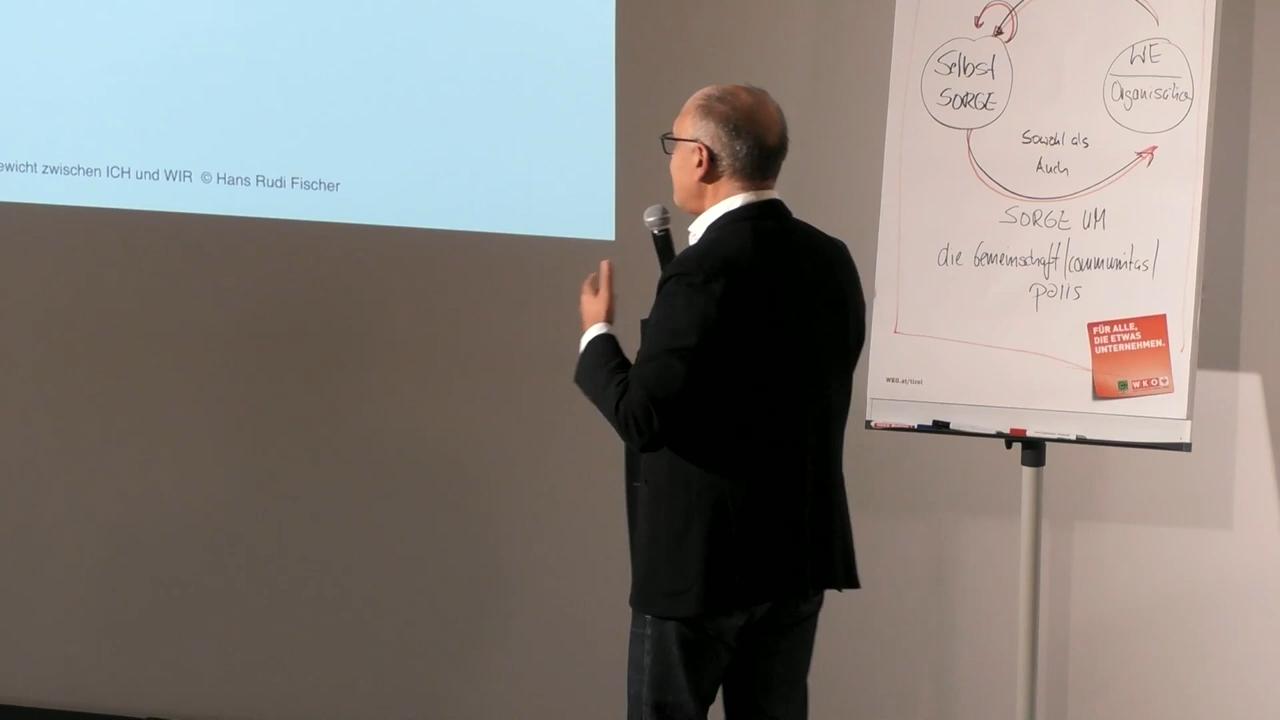 ewicht zwischen ICH und WIR © Hans Rudi Fischer
Selbst
SORGE
WE
Organisation
Sowohl als
Auch
SORGE UM
die Gemeinschaft/communitas/
polis
FÜR ALLE,
DIE ETWAS
UNTERNEHMEN.
WKO
WKO.at/tirol